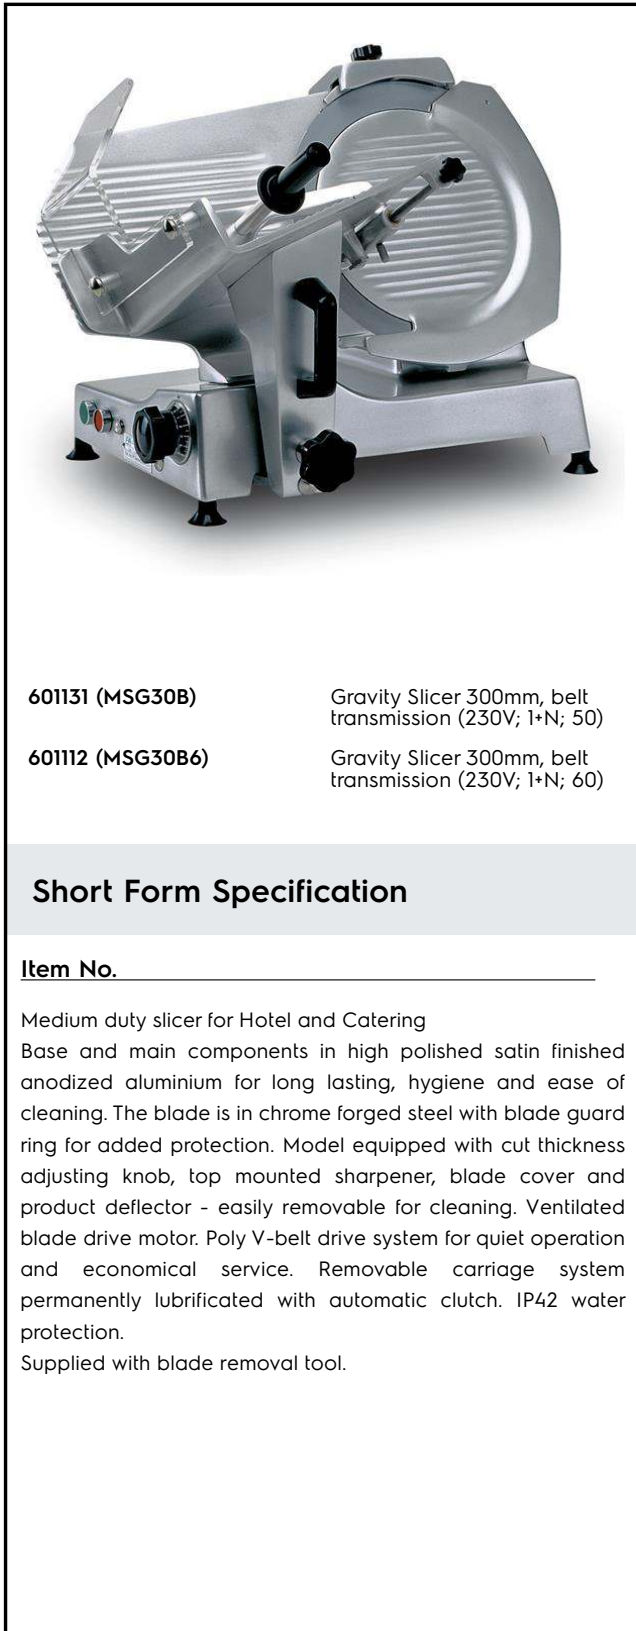 601131 (MSG30B) Gravity Slicer 300mm, belt
transmission (230V; 1+N; 50)
601112 (MSG30B6) Gravity Slicer 300mm, belt
transmission (230V; 1+N; 60)
Short Form Specification
Item No.
Medium duty slicer for Hotel and Catering
Base and main components in high polished satin finished
anodized aluminium for long lasting, hygiene and ease of
cleaning. The blade is in chrome forged steel with blade guard
ring for added protection. Model equipped with cut thickness
adjusting knob, top mounted sharpener, blade cover and
product deflector - easily removable for cleaning. Ventilated
blade drive motor. Poly V-belt drive system for quiet operation
and economical service. Removable carriage system
permanently lubrificated with automatic clutch. IP42 water
protection.
Supplied with blade removal tool.